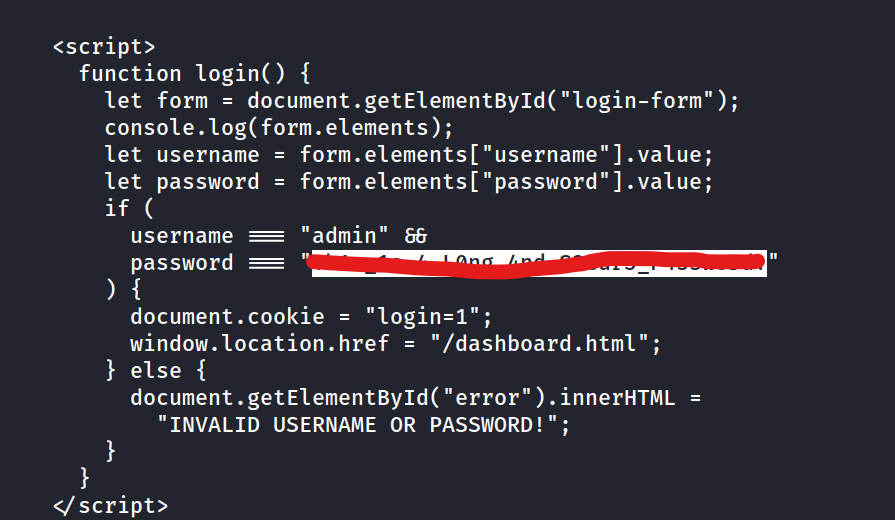 <script>
function login() {
let form = document.getElementById("login-form");
console.log(form.elements);
let username = form.elements["username"].value;
let password = form.elements["password"].value;
if (
username === "admin" &&
password === ""
) {
document.cookie = "login=1";
window.location.href = "/dashboard.html";
} else {
document.getElementById("error").innerHTML =
"INVALID USERNAME OR PASSWORD!";
}
}
</script>